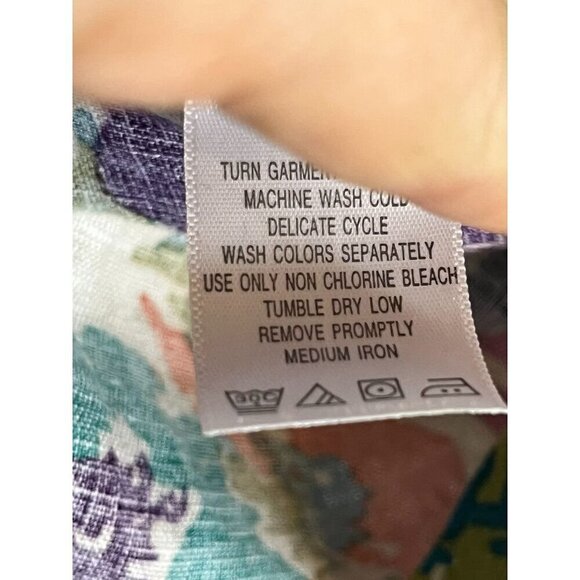 TURN GARMEN
MACHINE WASH COLD
DELICATE CYCLE
WASH COLORS SEPARATELY
USE ONLY NON CHLORINE BLEACH
TUMBLE DRY LOW
REMOVE PROMPTLY
MEDIUM IRON
30C